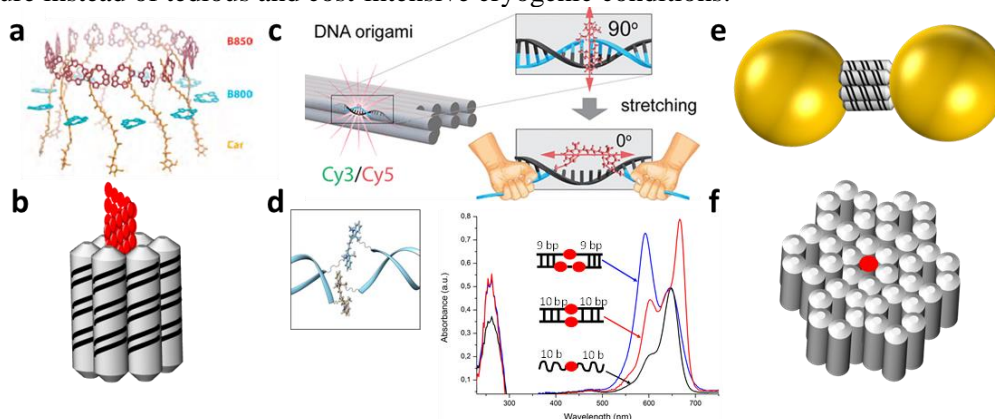 are instead of tedious and cost-intensive cryogenic conditions.
a
B850
B800
Car
b
c
DNA origami
90°
stretching
0°
Cy3/Cy5
d
0,8
0,7
0,6
0,5
0,4
0,3
0,2
0,1
Absorbance (a.u.)
9 bp 9 bp
10 bp 10 bp
10 b 10 b
300 400 500 600 700
Wavelength (nm)
e
f